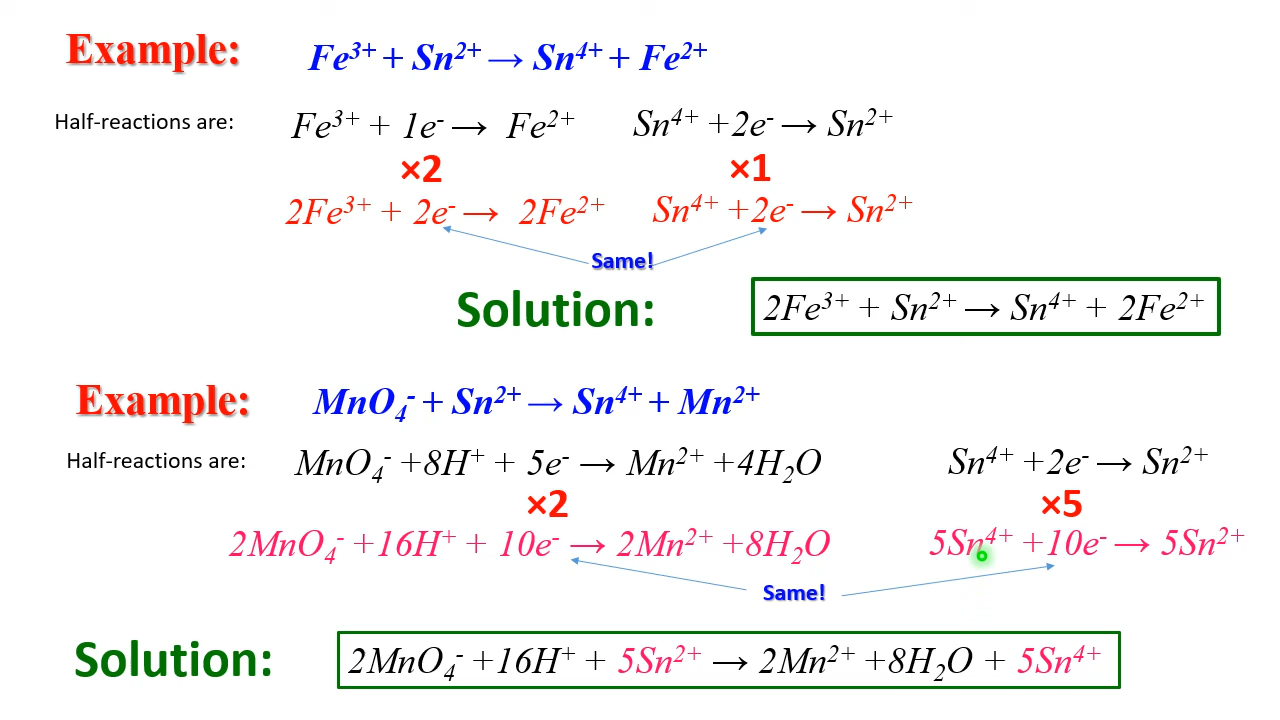 Example: Fe³⁺ + Sn²⁺ → Sn⁴⁺ + Fe²⁺
Half-reactions are: Fe³⁺ + 1e⁻ → Fe²⁺ Sn⁴⁺ +2e⁻ → Sn²⁺
×2 ×1
2Fe³⁺ + 2e⁻ → 2Fe²⁺ Sn⁴⁺ +2e⁻ → Sn²⁺
Same!
Solution: 2Fe³⁺ + Sn²⁺ → Sn⁴⁺ + 2Fe²⁺
Example: MnO₄⁻ + Sn²⁺ → Sn⁴⁺ + Mn²⁺
Half-reactions are: MnO₄⁻ +8H⁺ + 5e⁻ → Mn²⁺ +4H₂O Sn⁴⁺ +2e⁻ → Sn²⁺
×2 ×5
2MnO₄⁻ +16H⁺ + 10e⁻ → 2Mn²⁺ +8H₂O 5Sn⁴⁺ +10e⁻ → 5Sn²⁺
Same!
Solution: 2MnO₄⁻ +16H⁺ + 5Sn²⁺ → 2Mn²⁺ +8H₂O + 5Sn⁴⁺